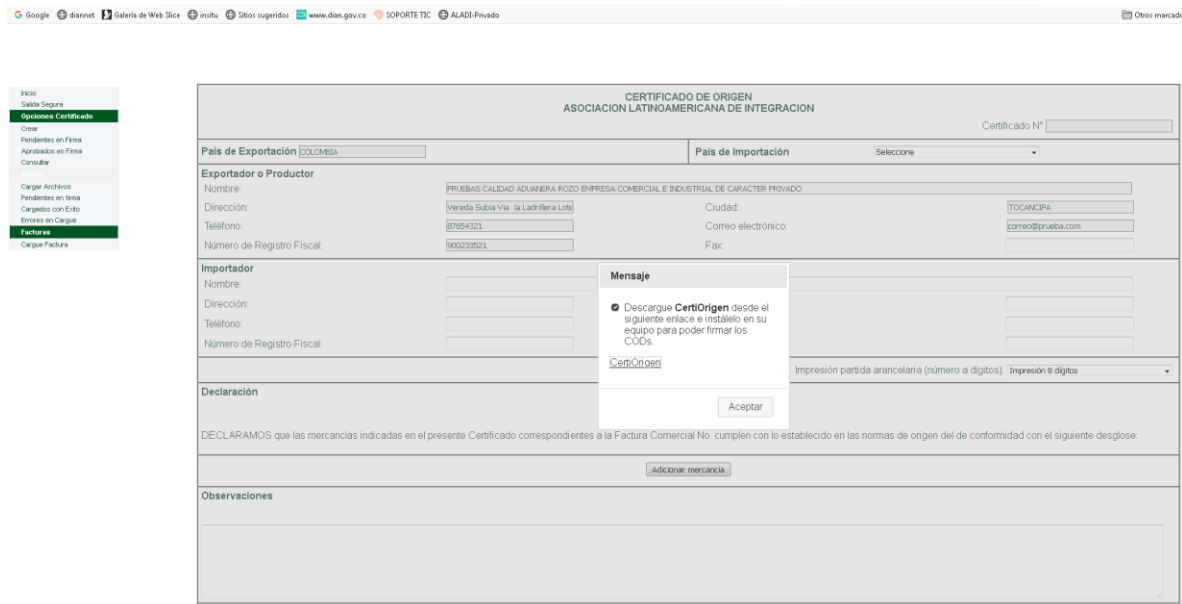 Google diannet Galería de Web Slice insitu Sitios sugeridos www.dian.gov.co SOPORTE TIC ALADI-Privado Otros marcado
Inicio
Salida Segura
Opciones Certificado
Crear
Pendientes en Firma
Aprobados en Firma
Consultar
Cargar Archivos
Pendientes en firma
Cargados con Exito
Errores en Cargue
Facturas
Cargue Factura
CERTIFICADO DE ORIGEN
ASOCIACION LATINOAMERICANA DE INTEGRACION
Certificado N°
País de Exportación COLOMBIA País de Importación Seleccione
Exportador o Productor
Nombre: PRUEBAS CALIDAD ADUANERA ROZO EMPRESA COMERCIAL E INDUSTRIAL DE CARACTER PRIVADO
Dirección: Vereda Subia Via la Ladrillera Lote Ciudad: TOCANCIPA
Teléfono: 87654321 Correo electrónico: correo@prueba.com
Número de Registro Fiscal: 900233521 Fax:
Importador
Nombre:
Dirección:
Teléfono:
Número de Registro Fiscal:
Mensaje
Descargue CertiOrigen desde el
siguiente enlace e instálelo en su
equipo para poder firmar los
CODs.
CertiOrigen
Aceptar
Impresión partida arancelaria (número a digitos): Impresión 8 dígitos
Declaración
DECLARAMOS que las mercancías indicadas en el presente Certificado correspondientes a la Factura Comercial No. cumplen con lo establecido en las normas de origen del de conformidad con el siguiente desglose:
Adicionar mercancía
Observaciones